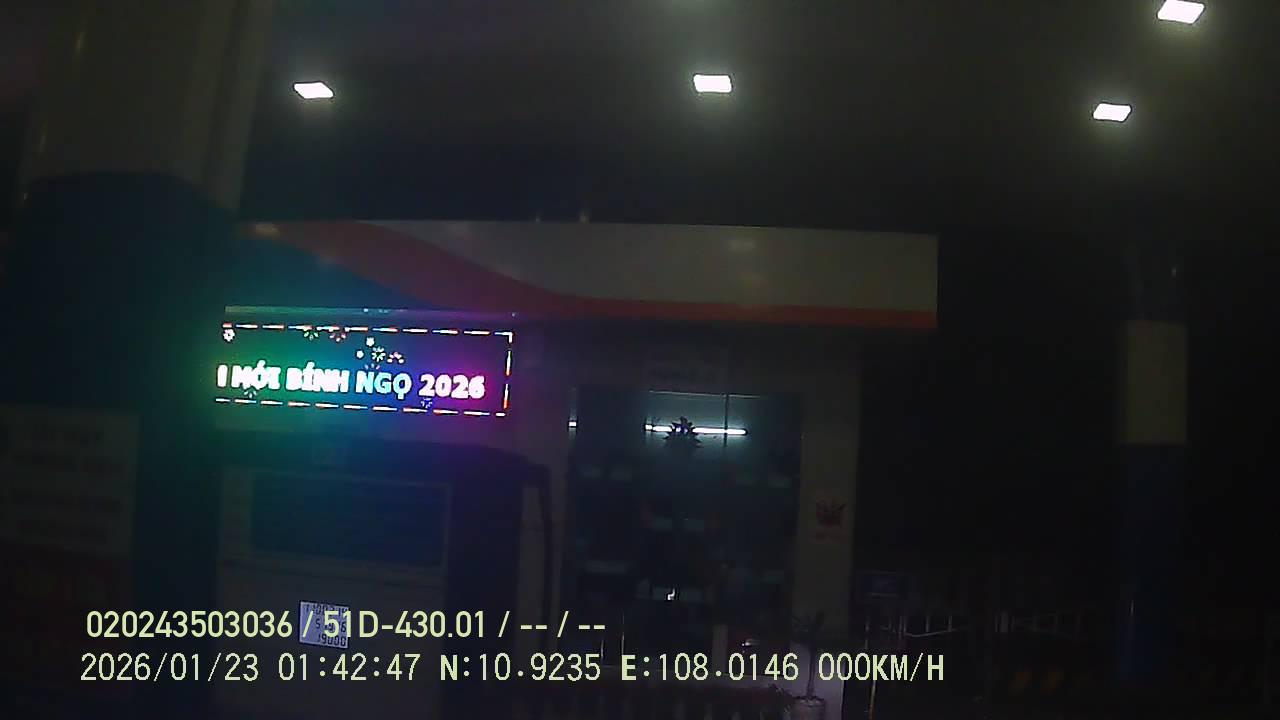 I MỚI BÍNH NGỌ 2026
020243503036 / 51D-430.01 / -- / --
2026/01/23 01:42:47 N:10.9235 E:108.0146 000KM/H